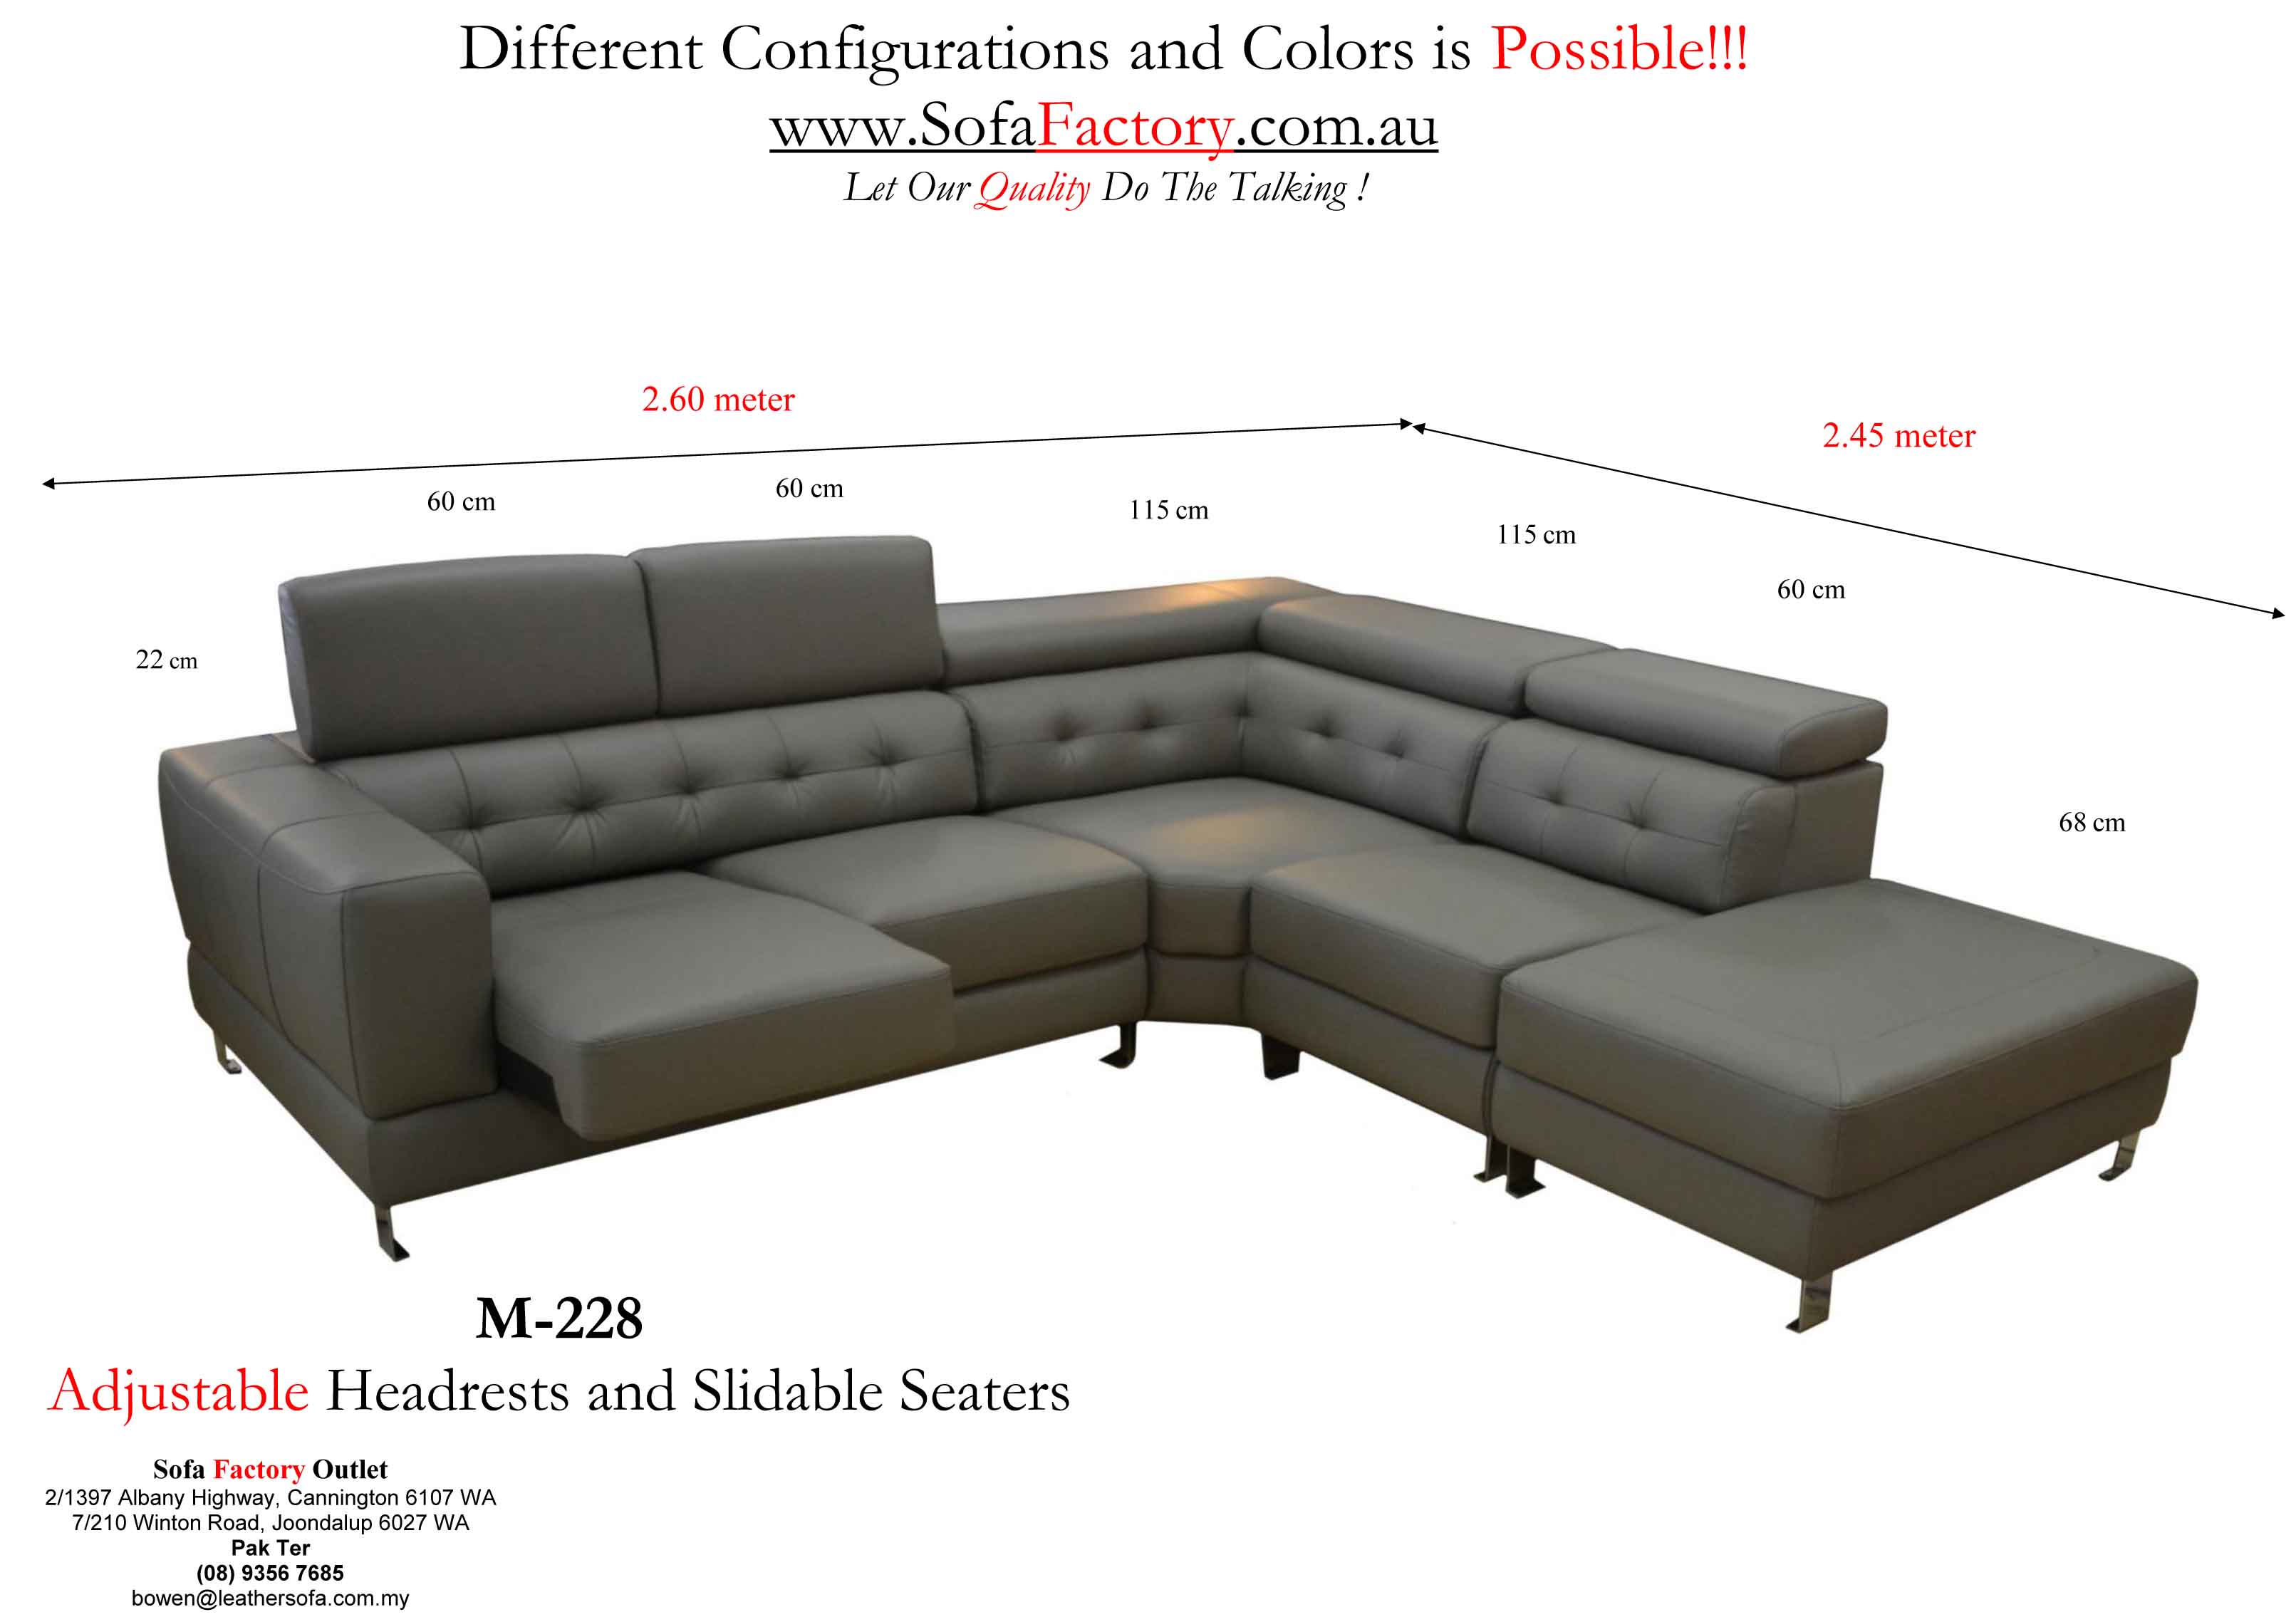 Different Configurations and Colors is Possible!!!
www.SofaFactory.com.au
Let Our Quality Do The Talking !
2.60 meter
2.45 meter
60 cm
60 cm
115 cm
115 cm
60 cm
22 cm
68 cm
M-228
Adjustable Headrests and Slidable Seaters
Sofa Factory Outlet
2/1397 Albany Highway, Cannington 6107 WA
7/210 Winton Road, Joondalup 6027 WA
Pak Ter
(08) 9356 7685
bowen@leathersofa.com.my